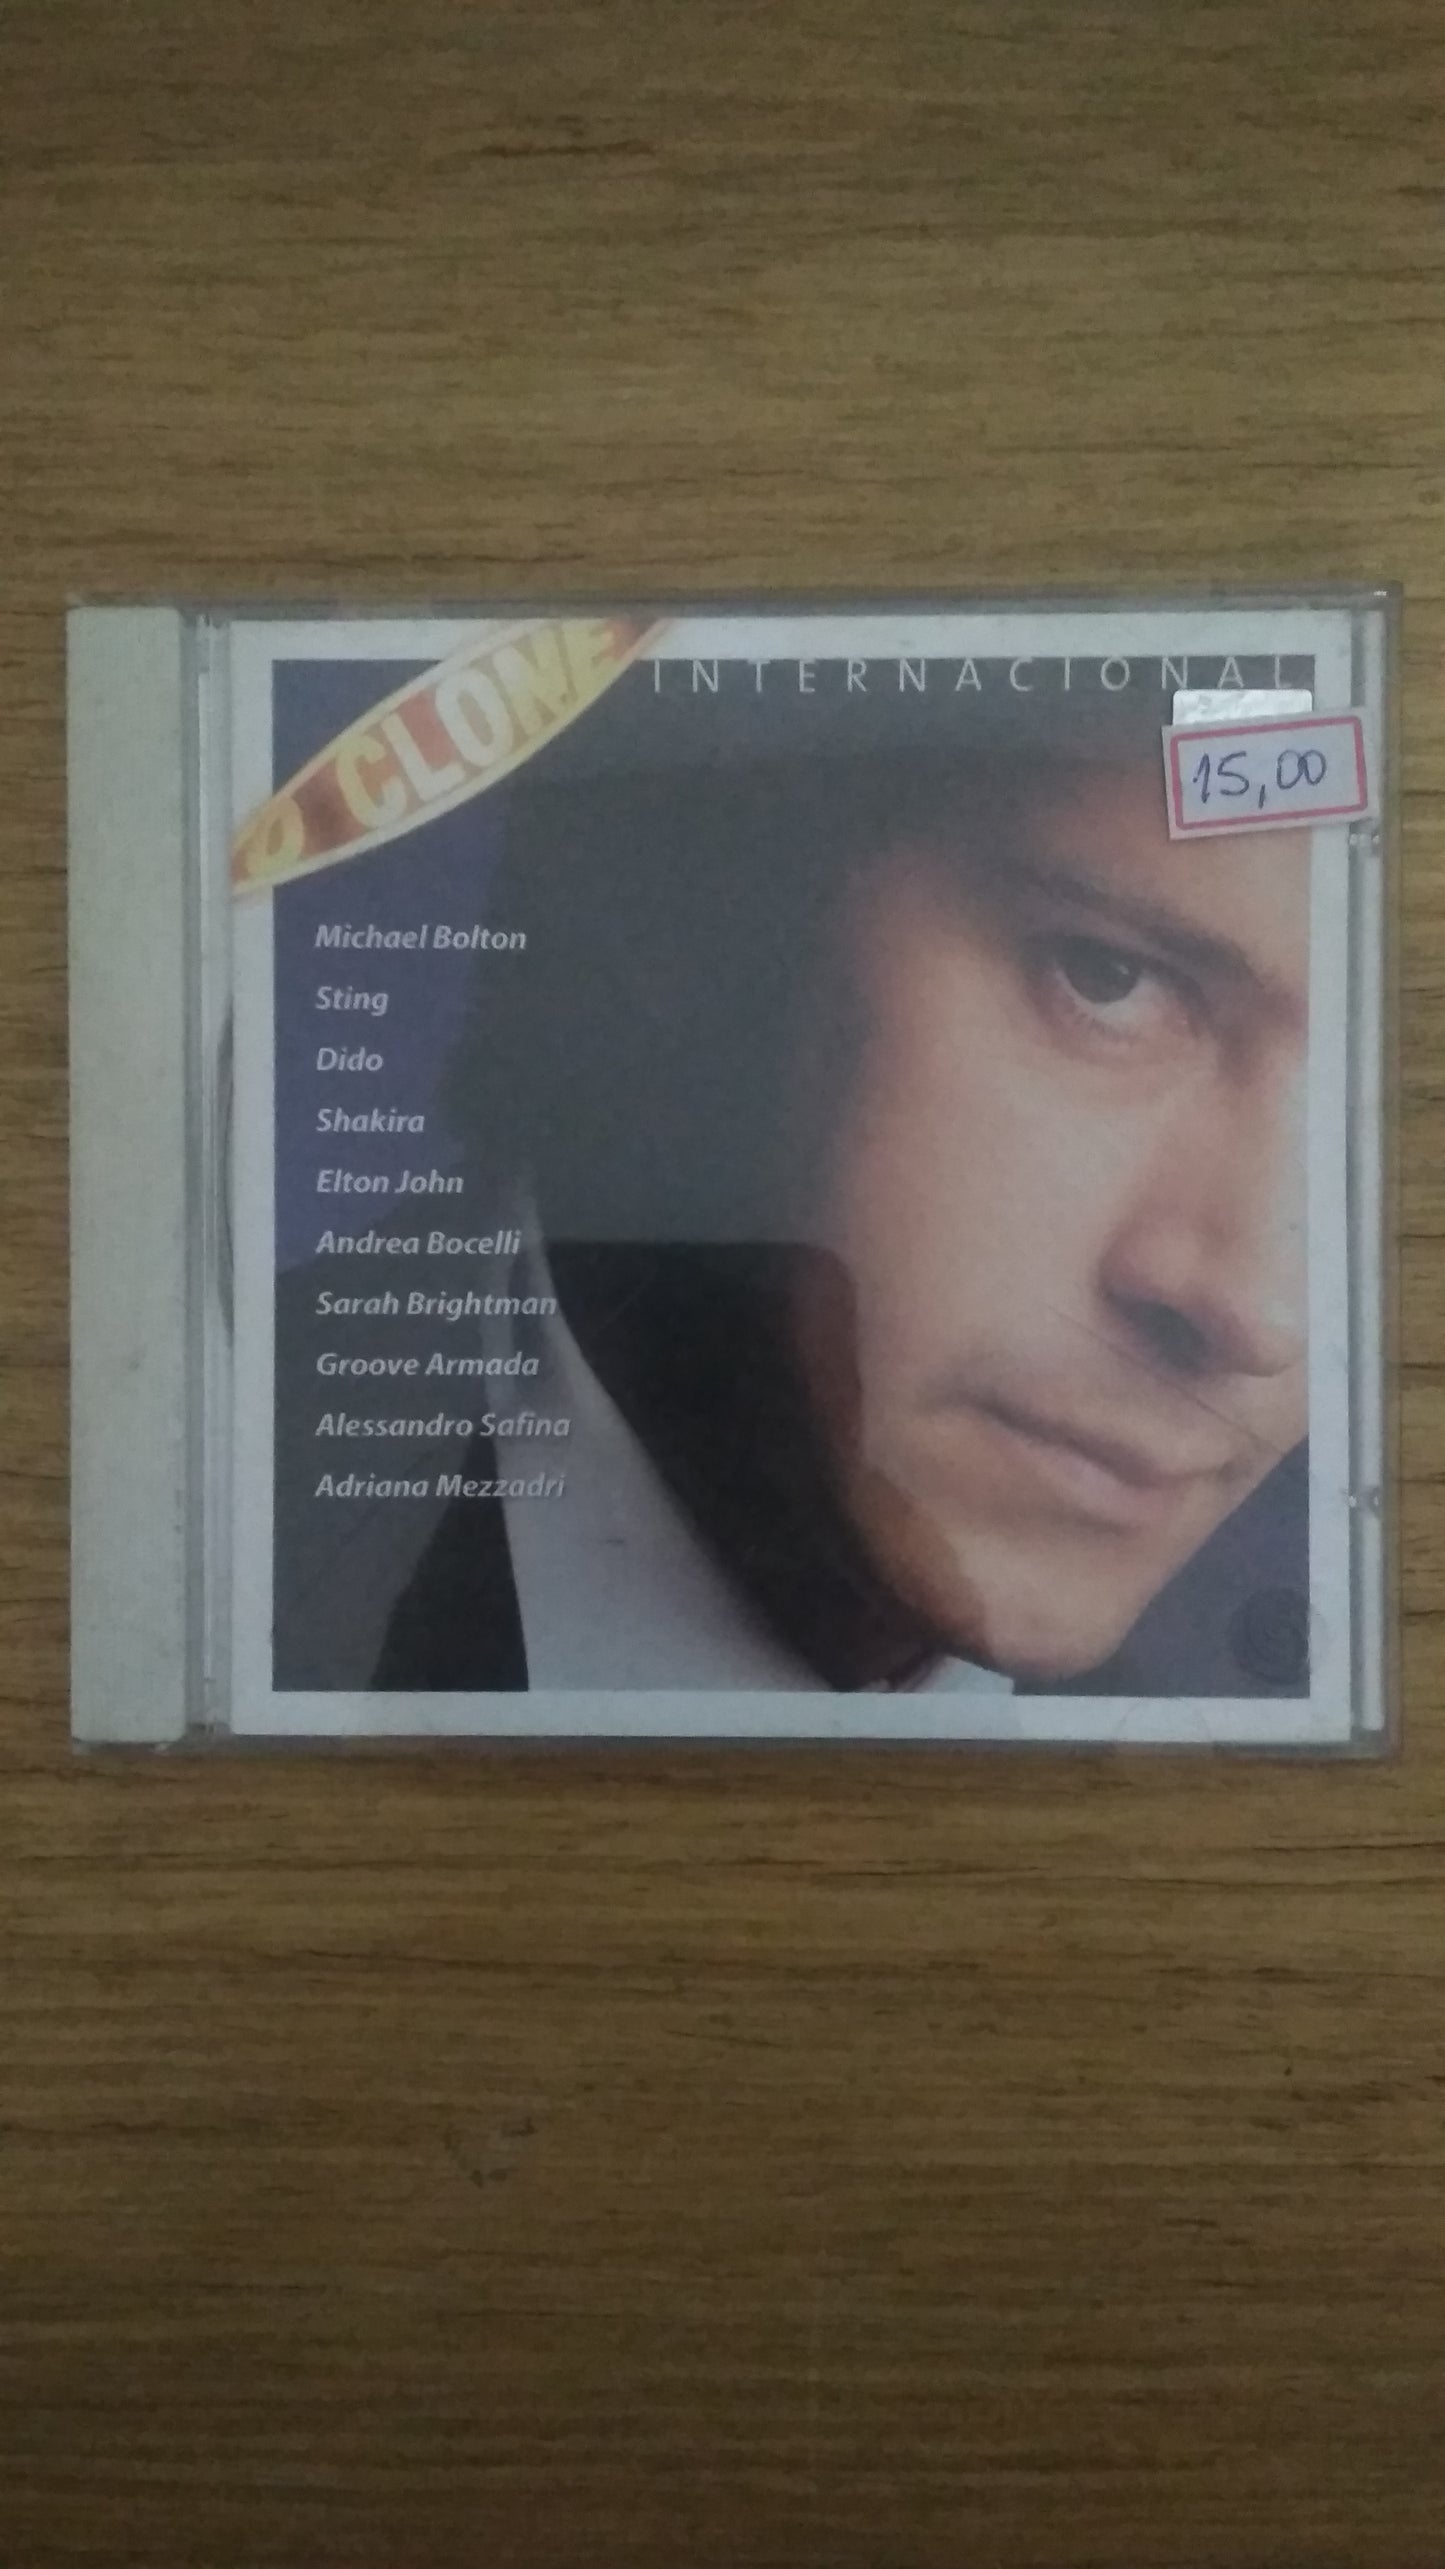 O CLONE
INTERNACIONAL
15,00
Michael Bolton
Sting
Dido
Shakira
Elton John
Andrea Bocelli
Sarah Brightman
Groove Armada
Alessandro Safina
Adriana Mezzadri